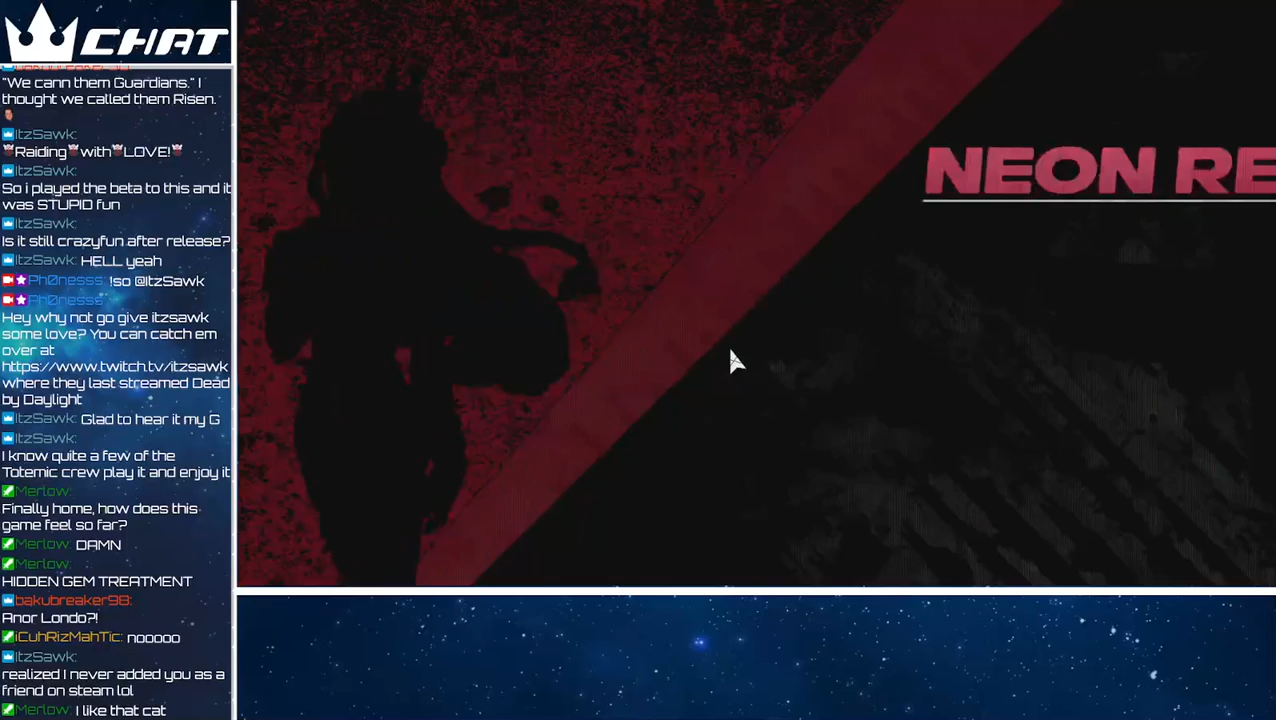 CHAT
"We cann them Guardians." I
thought we called them Risen.
ItzSawk:
Raiding with LOVE!
ItzSawk:
So i played the beta to this and it
was STUPID fun
ItzSawk:
Is it still crazyfun after release?
ItzSawk: HELL yeah
Ph0nesss: !so @ItzSawk
Ph0nesss:
Hey why not go give itzsawk
some love? You can catch em
over at
https://www.twitch.tv/itzsawk
where they last streamed Dead
by Daylight
ItzSawk: Glad to hear it my G
ItzSawk:
I know quite a few of the
Totemic crew play it and enjoy it
Merlow:
Finally home, how does this
game feel so far?
Merlow: DAMN
Merlow:
HIDDEN GEM TREATMENT
bakubreaker98:
Anor Londo?!
iCuhRizMahTic: nooooo
ItzSawk:
realized I never added you as a
friend on steam lol
Merlow: I like that cat
NEON RE